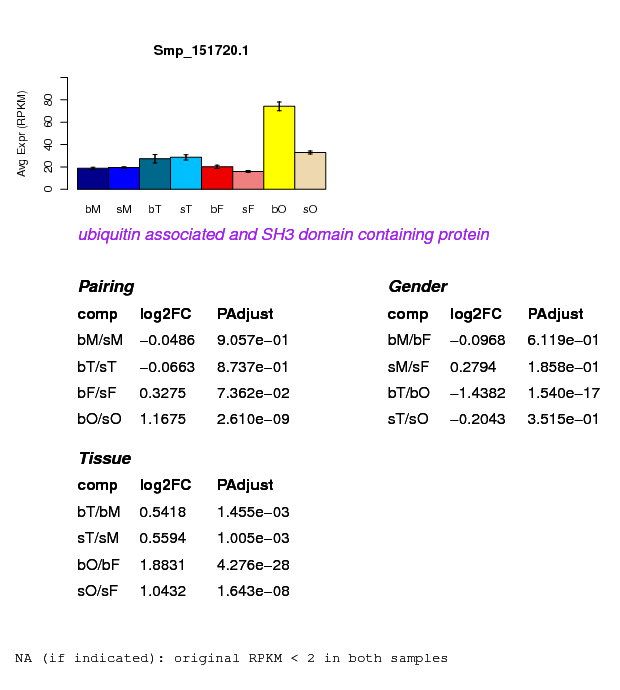 Smp_151720.1
Avg Expr (RPKM)
0 20 40 60 80
bM sM bT sT bF sF bO sO
ubiquitin associated and SH3 domain containing protein
Pairing
comp log2FC PAdjust
bM/sM −0.0486 9.057e−01
bT/sT −0.0663 8.737e−01
bF/sF 0.3275 7.362e−02
bO/sO 1.1675 2.610e−09
Gender
comp log2FC PAdjust
bM/bF −0.0968 6.119e−01
sM/sF 0.2794 1.858e−01
bT/bO −1.4382 1.540e−17
sT/sO −0.2043 3.515e−01
Tissue
comp log2FC PAdjust
bT/bM 0.5418 1.455e−03
sT/sM 0.5594 1.005e−03
bO/bF 1.8831 4.276e−28
sO/sF 1.0432 1.643e−08
NA (if indicated): original RPKM < 2 in both samples